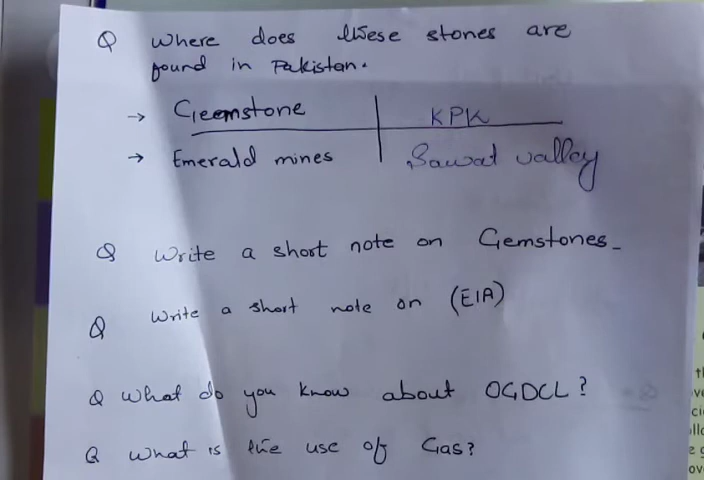 Q Where does these stones are
found in Pakistan.
→ Gemstone KPK
→ Emerald mines Sawat valley
Q Write a short note on Gemstones
Q Write a short note on (EIA)
Q What do you know about OGDCL?
Q What is the use of Gas?